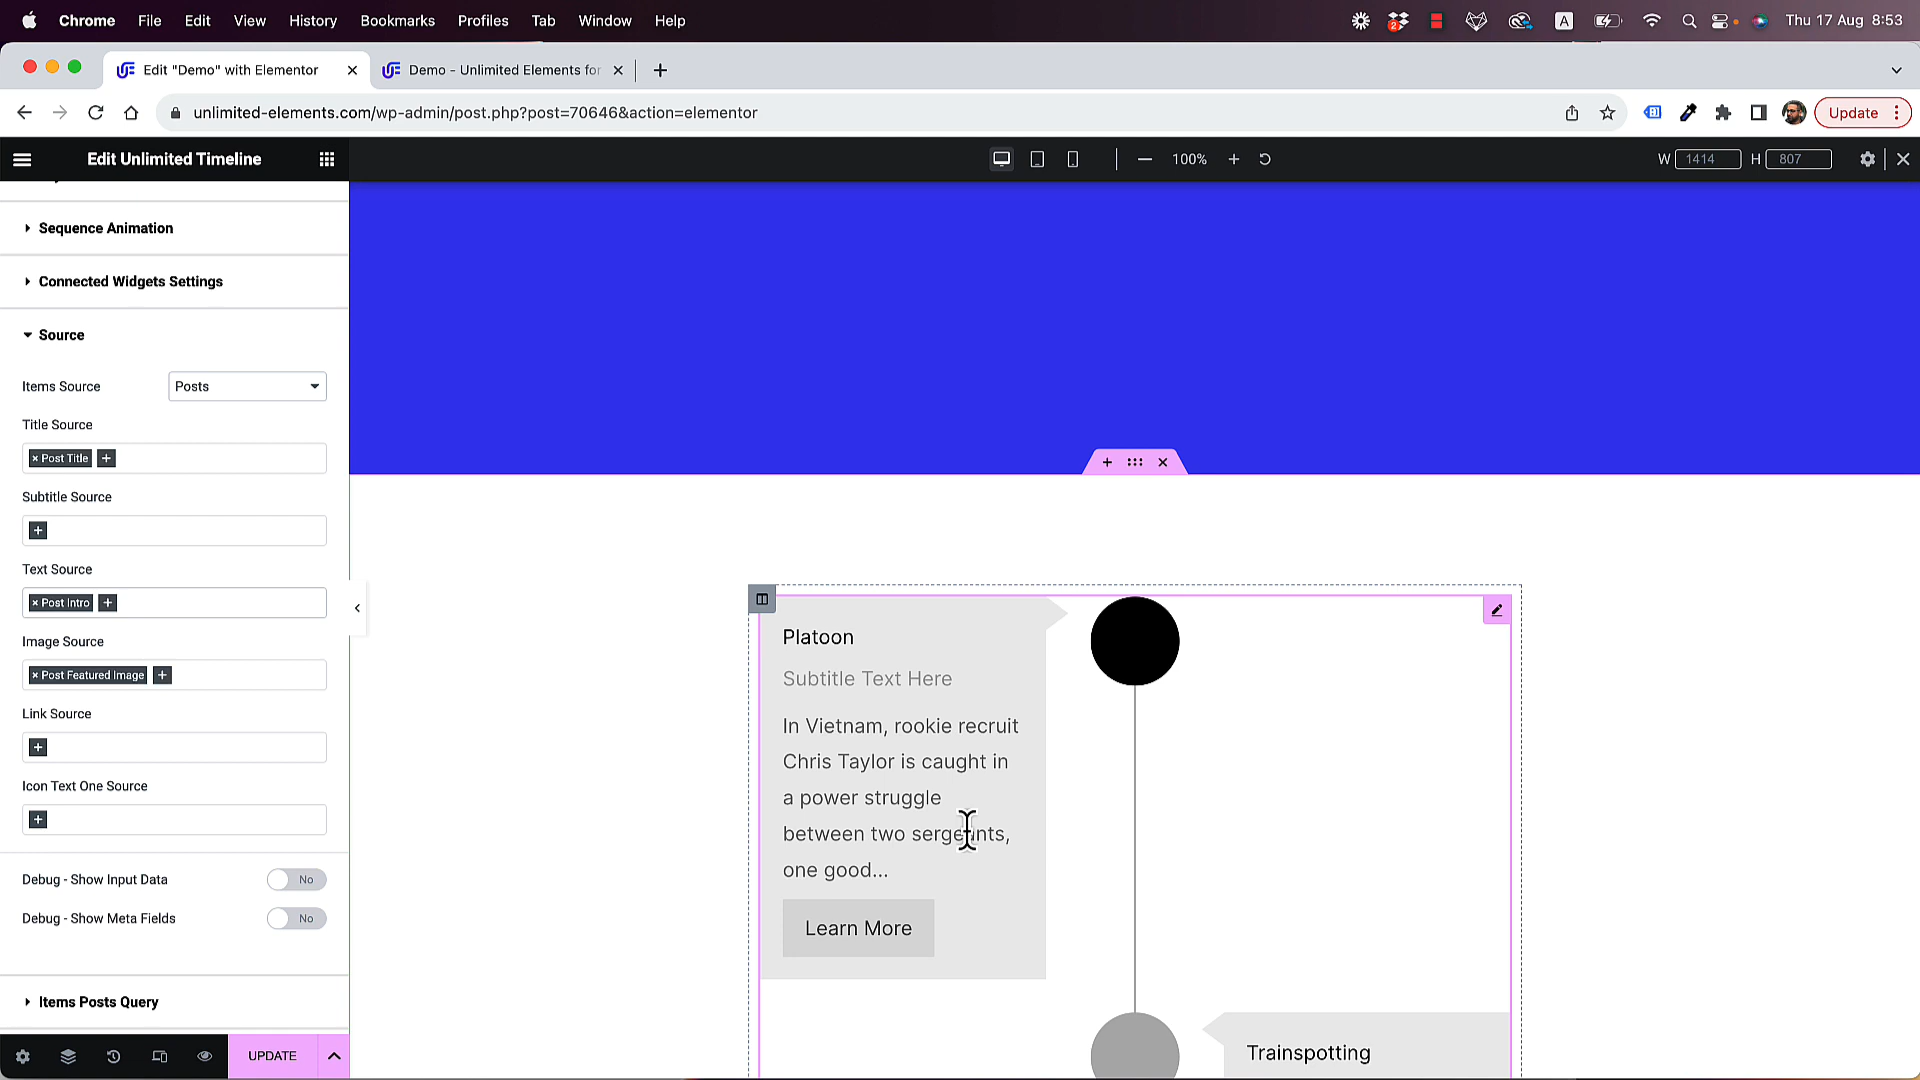 Chrome File Edit View History Bookmarks Profiles Tab Window Help
2 A Thu 17 Aug 8:53
Edit "Demo" with Elementor
Demo - Unlimited Elements for
unlimited-elements.com/wp-admin/post.php?post=70646&action=elementor
Update
Edit Unlimited Timeline
100%
W 1414 H 807
Sequence Animation
Connected Widgets Settings
Source
Items Source Posts
Title Source
× Post Title +
Subtitle Source
+
Text Source
× Post Intro +
Image Source
× Post Featured Image +
Link Source
+
Icon Text One Source
+
Debug - Show Input Data No
Debug - Show Meta Fields No
Items Posts Query
UPDATE
Platoon
Subtitle Text Here
In Vietnam, rookie recruit
Chris Taylor is caught in
a power struggle
between two sergeants,
one good...
Learn More
Trainspotting